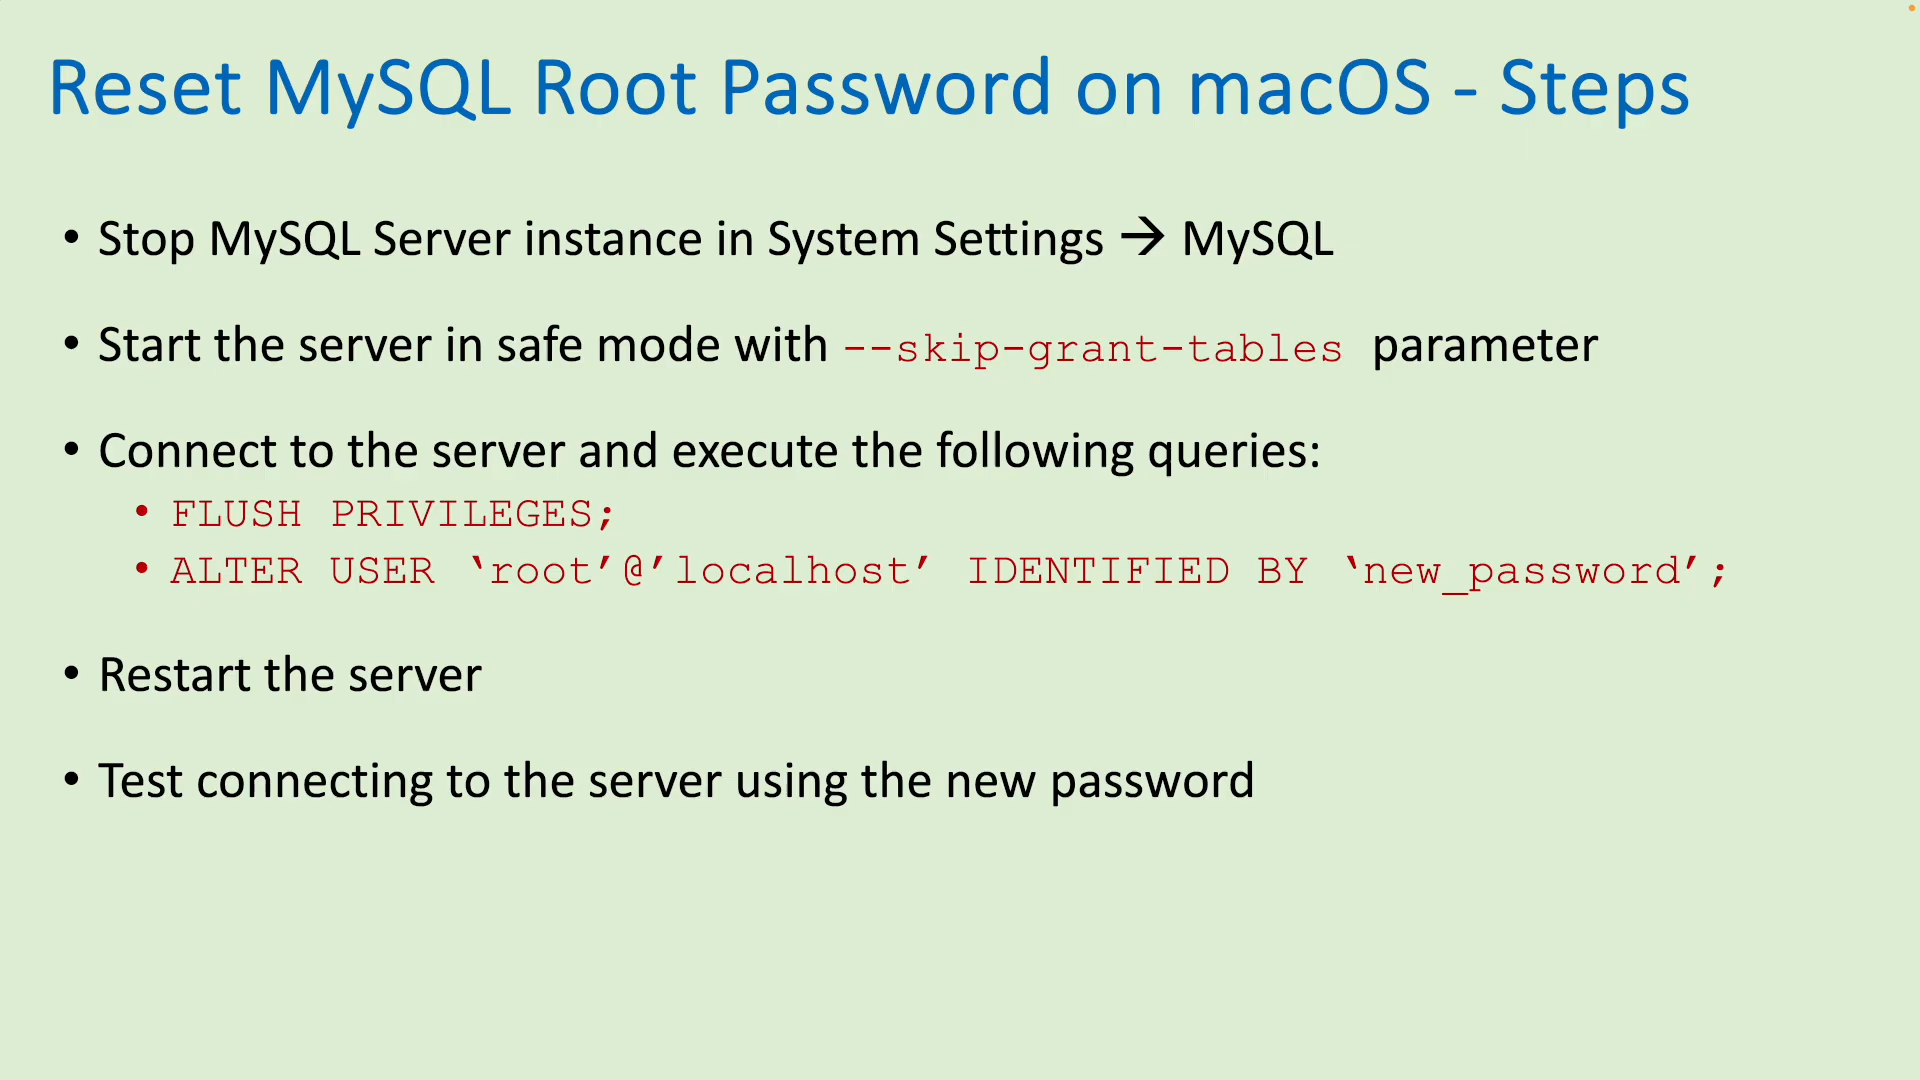 Reset MySQL Root Password on macOS - Steps
• Stop MySQL Server instance in System Settings → MySQL
• Start the server in safe mode with --skip-grant-tables parameter
• Connect to the server and execute the following queries:
• FLUSH PRIVILEGES;
• ALTER USER ‘root’@’localhost’ IDENTIFIED BY ‘new_password’;
• Restart the server
• Test connecting to the server using the new password